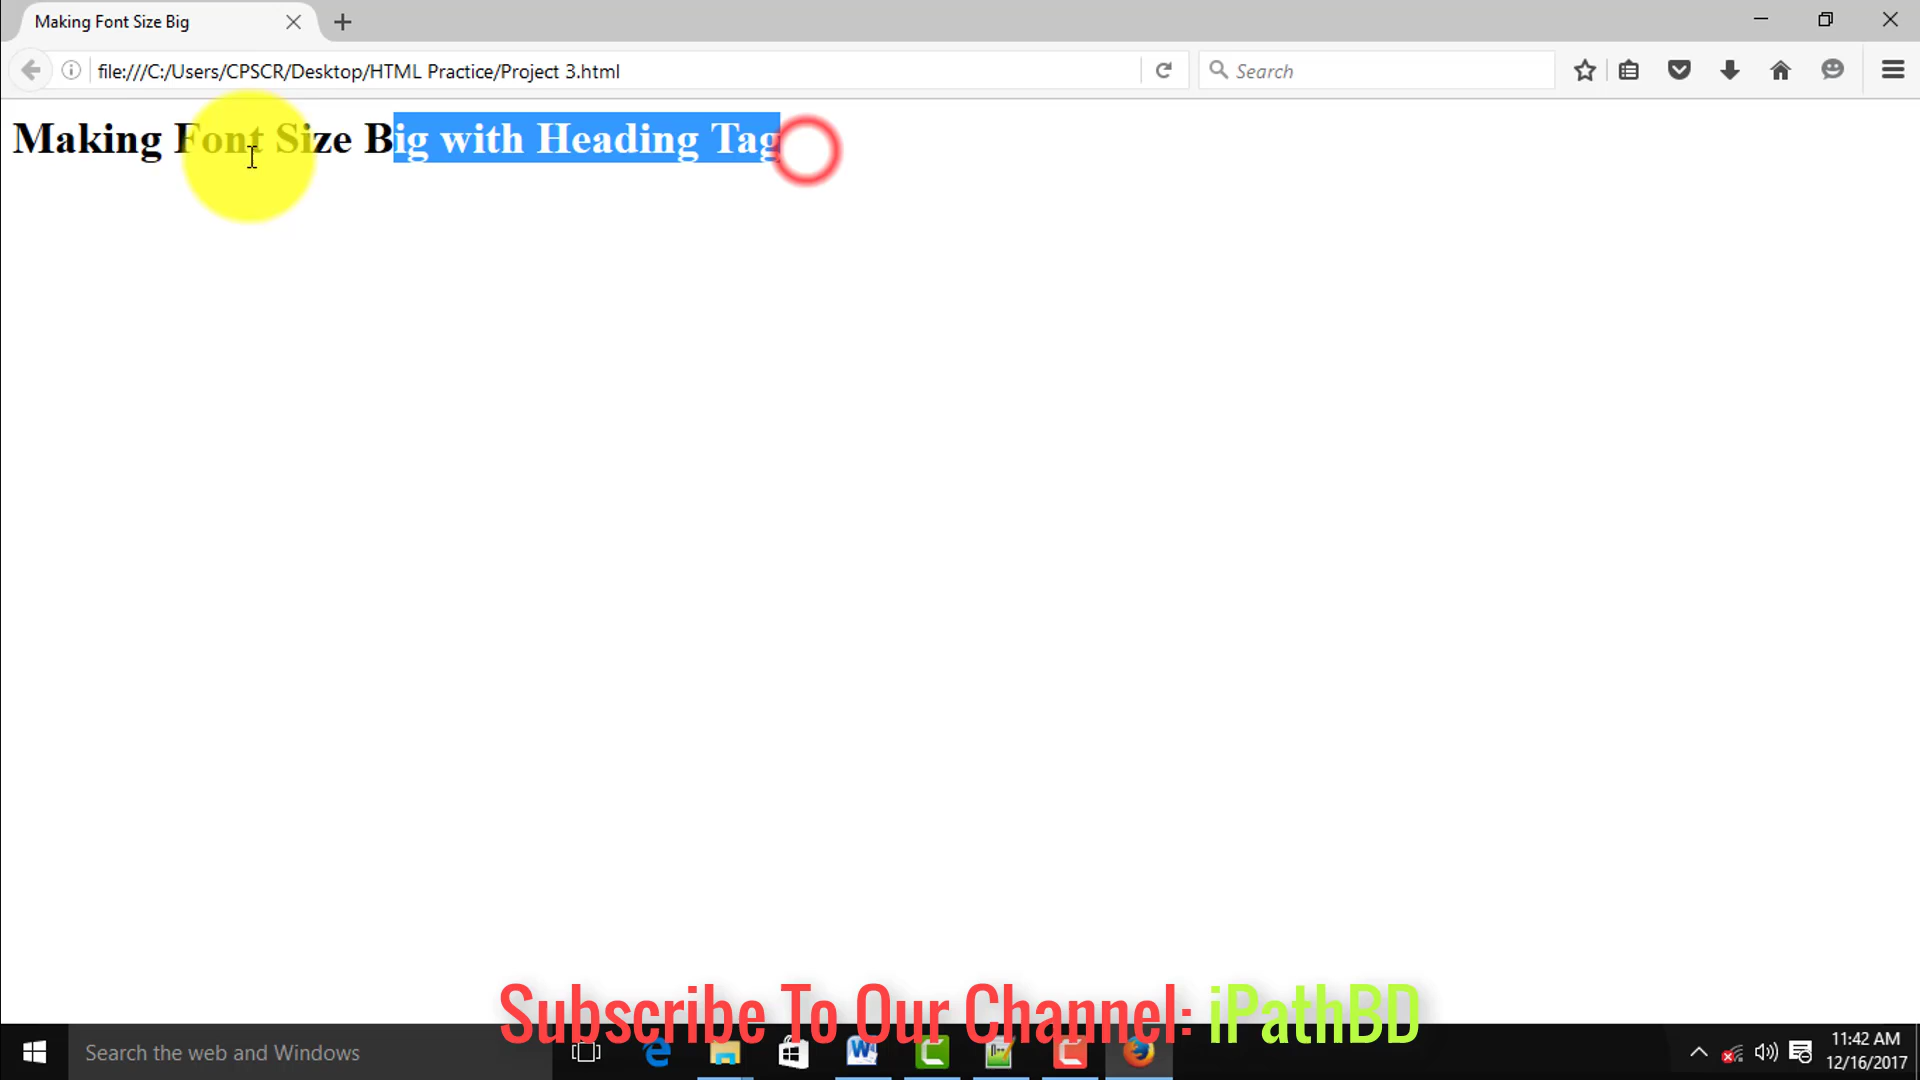 Making Font Size Big
file:///C:/Users/CPSCR/Desktop/HTML Practice/Project 3.html
Search
Making Font Size Big with Heading Tag
Subscribe To Our Channel: iPathBD
Search the web and Windows
11:42 AM
12/16/2017